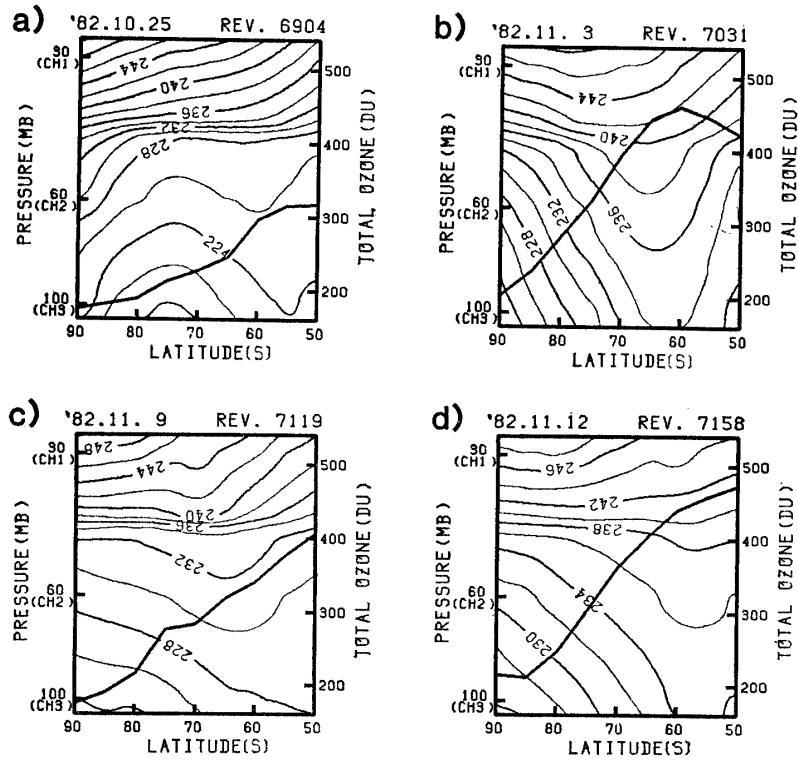 a) '82.10.25 REV. 6904
30
(CH1)
60
(CH2)
100
(CH3)
PRESSURE(MB)
244
240
236
232
228
224
500
400
300
200
TOTAL OZONE(DU)
90 80 70 60 50
LATITUDE(S)
b) '82.11. 3 REV. 7031
30
(CH1)
60
(CH2)
100
(CH3)
PRESSURE(MB)
244
240
236
232
228
500
400
300
200
TOTAL OZONE(DU)
90 80 70 60 50
LATITUDE(S)
c) '82.11. 9 REV. 7119
30
(CH1)
60
(CH2)
100
(CH3)
PRESSURE(MB)
248
244
240
236
232
228
500
400
300
200
TOTAL OZONE(DU)
90 80 70 60 50
LATITUDE(S)
d) '82.11.12 REV. 7158
30
(CH1)
60
(CH2)
100
(CH3)
PRESSURE(MB)
246
242
238
234
230
500
400
300
200
TOTAL OZONE(DU)
90 80 70 60 50
LATITUDE(S)